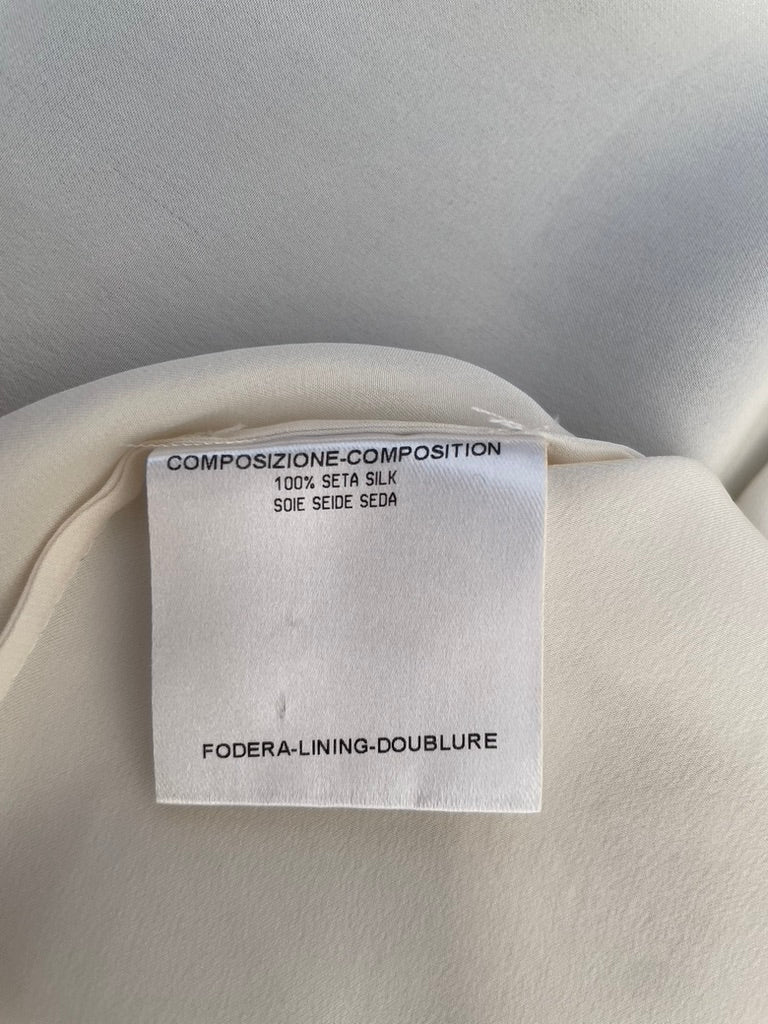 COMPOSIZIONE-COMPOSITION
100% SETA SILK
SOIE SEIDE SEDA
FODERA-LINING-DOUBLURE